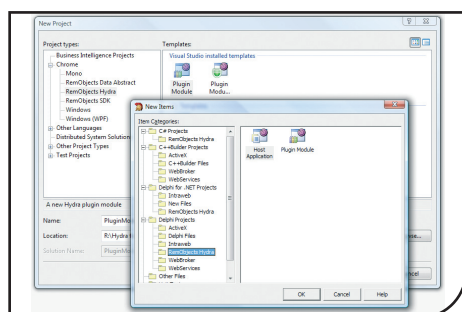 New Project
Project types:
Templates:
Business Intelligence Projects
Chrome
Mono
RemObjects Data Abstract
RemObjects Hydra
RemObjects SDK
Windows
Windows (WPF)
Other Languages
Distributed System Solution
Other Project Types
Test Projects
Visual Studio installed templates
Plugin Module
Plugin Modu...
A new Hydra plugin module
Name:
PluginMo
Location:
R:\Hydra
Solution Name:
PluginMo
New Items
Item Categories:
C# Projects
RemObjects Hydra
C++Builder Projects
ActiveX
C++Builder Files
WebBroker
WebServices
Delphi for .NET Projects
Intraweb
New Files
RemObjects Hydra
Delphi Projects
ActiveX
Delphi Files
Intraweb
RemObjects Hydra
WebBroker
WebServices
Other Files
Host Application
Plugin Module
OK
Cancel
Help